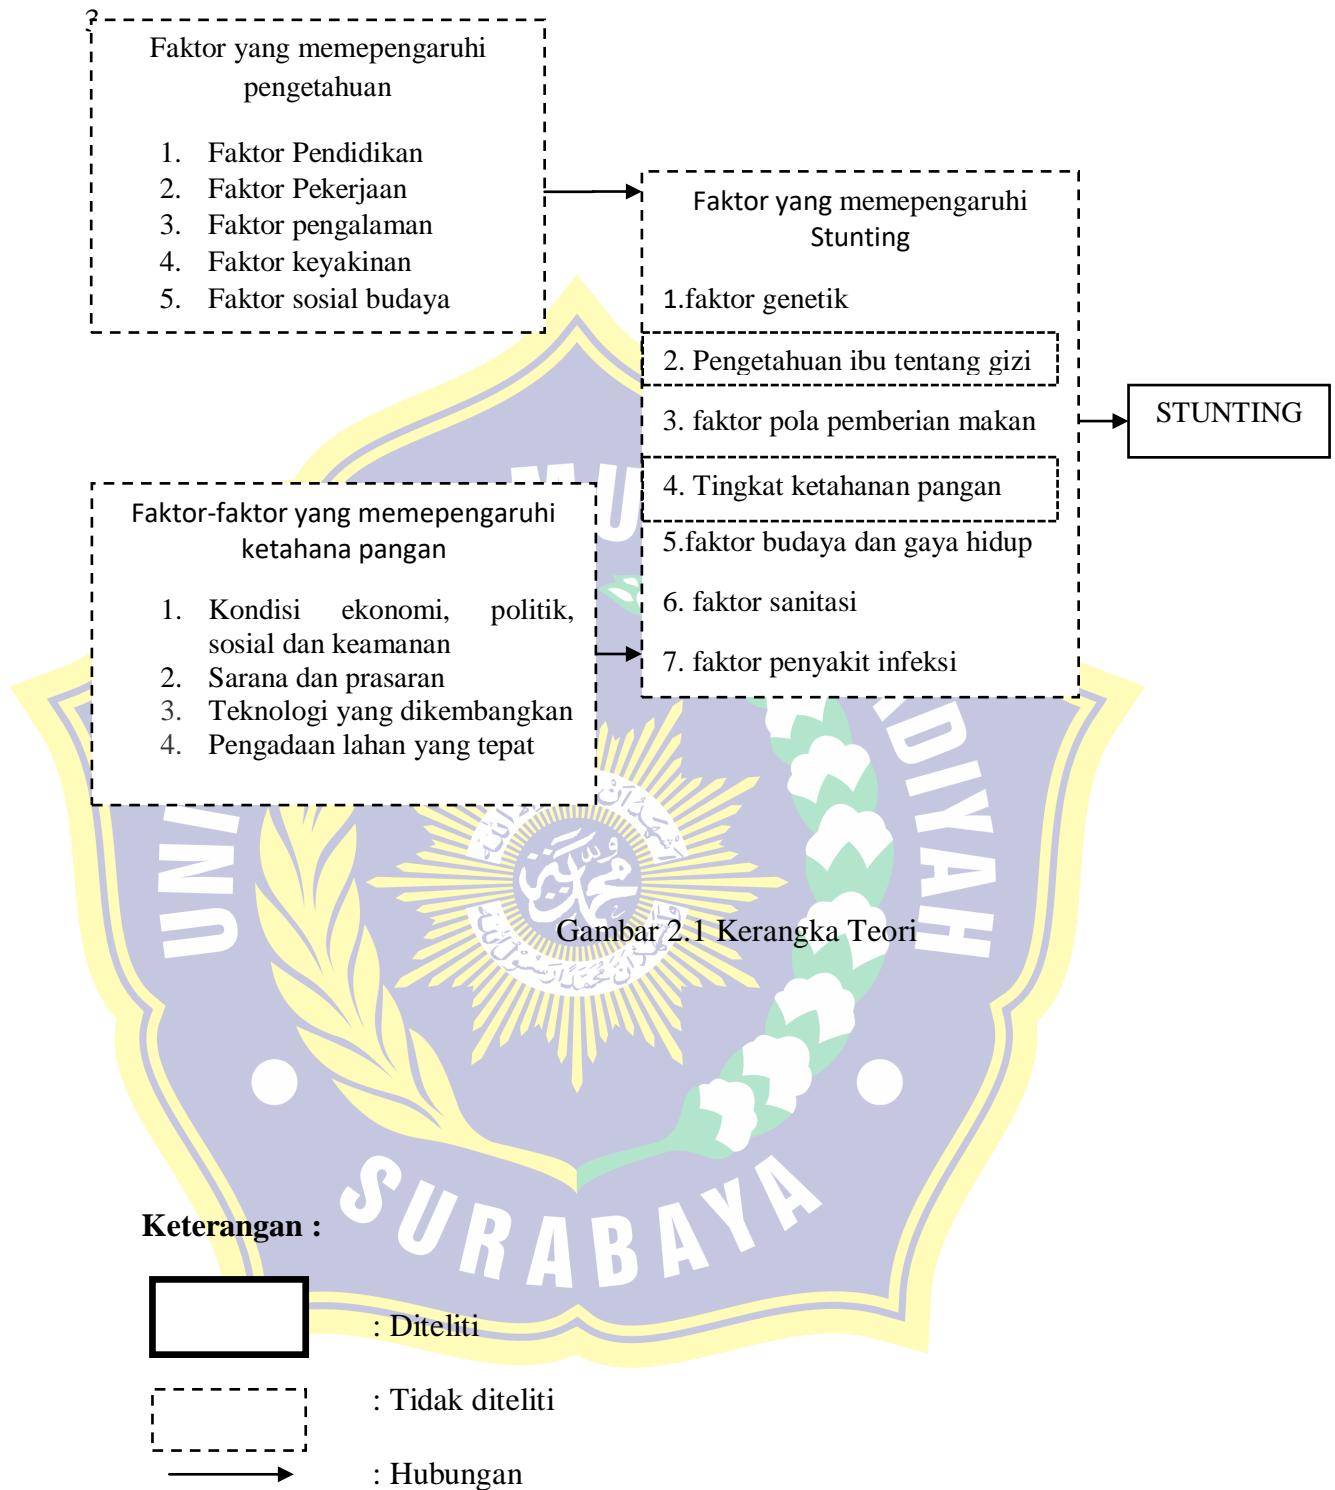 Faktor yang memepengaruhi
pengetahuan
1. Faktor Pendidikan
2. Faktor Pekerjaan
3. Faktor pengalaman
4. Faktor keyakinan
5. Faktor sosial budaya
Faktor yang memepengaruhi
Stunting
1.faktor genetik
2. Pengetahuan ibu tentang gizi
3. faktor pola pemberian makan
4. Tingkat ketahanan pangan
5.faktor budaya dan gaya hidup
6. faktor sanitasi
7. faktor penyakit infeksi
STUNTING
Faktor-faktor yang memepengaruhi
ketahana pangan
1. Kondisi ekonomi, politik,
sosial dan keamanan
2. Sarana dan prasaran
3. Teknologi yang dikembangkan
4. Pengadaan lahan yang tepat
Gambar 2.1 Kerangka Teori
SURABAYA
Keterangan :
: Diteliti
: Tidak diteliti
: Hubungan